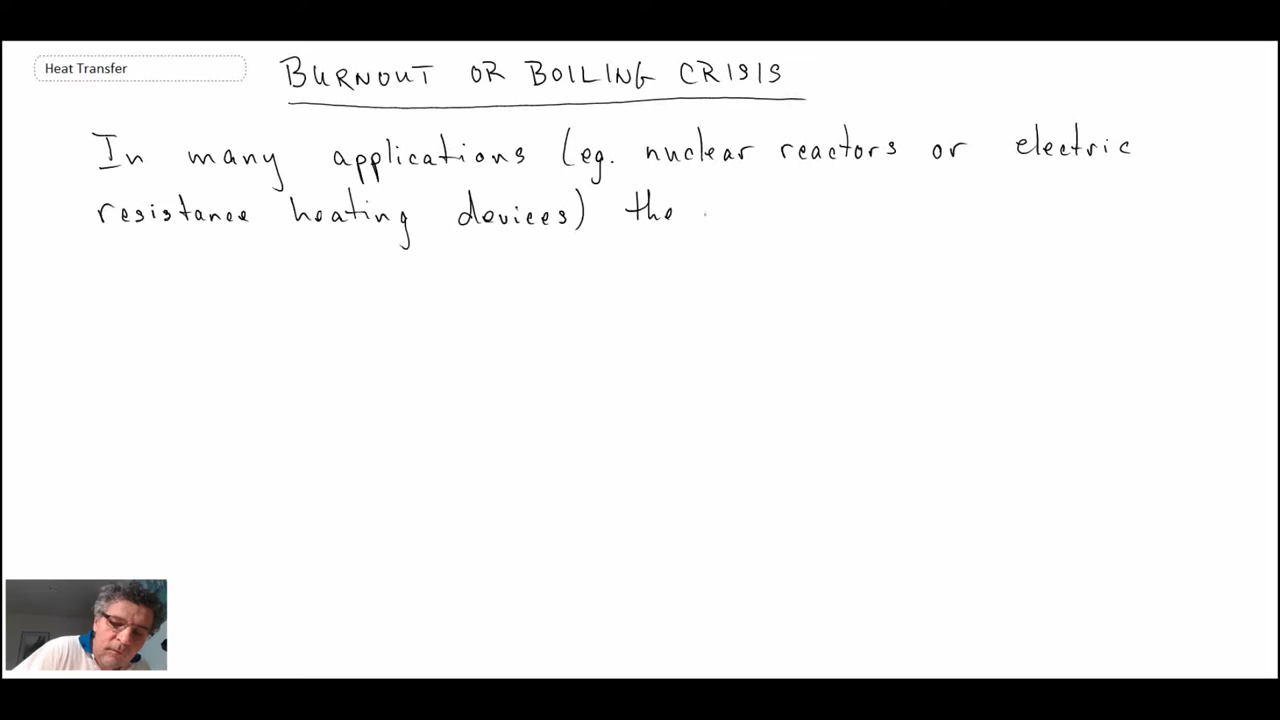 Heat Transfer
BURNOUT OR BOILING CRISIS
In many applications (eg. nuclear reactors or electric
resistance heating devices) the